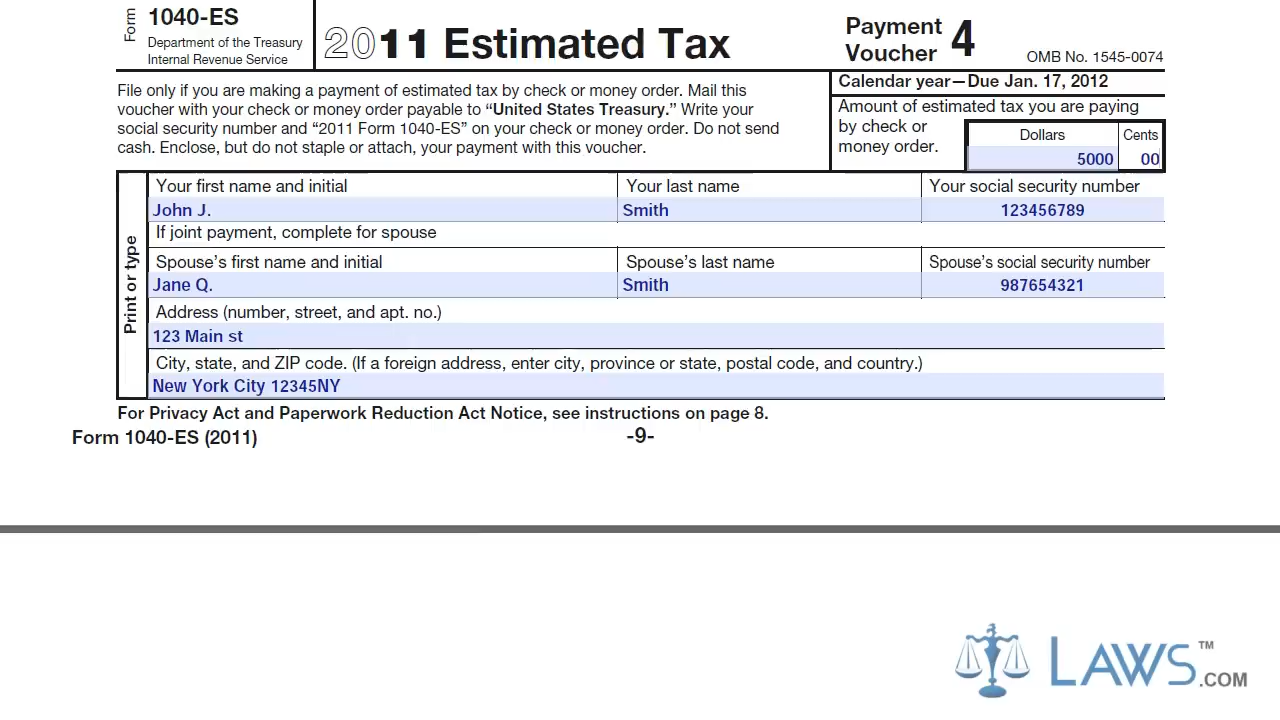 Form 1040-ES
Department of the Treasury
Internal Revenue Service
2011 Estimated Tax
Payment Voucher 4
OMB No. 1545-0074
File only if you are making a payment of estimated tax by check or money order. Mail this
voucher with your check or money order payable to “United States Treasury.” Write your
social security number and “2011 Form 1040-ES” on your check or money order. Do not send
cash. Enclose, but do not staple or attach, your payment with this voucher.
Calendar year—Due Jan. 17, 2012
Amount of estimated tax you are paying
by check or
money order.
Dollars Cents
5000 00
Print or type
Your first name and initial Your last name Your social security number
John J. Smith 123456789
If joint payment, complete for spouse
Spouse’s first name and initial Spouse’s last name Spouse’s social security number
Jane Q. Smith 987654321
Address (number, street, and apt. no.)
123 Main st
City, state, and ZIP code. (If a foreign address, enter city, province or state, postal code, and country.)
New York City 12345NY
For Privacy Act and Paperwork Reduction Act Notice, see instructions on page 8.
Form 1040-ES (2011) -9-
LAWS.COM™